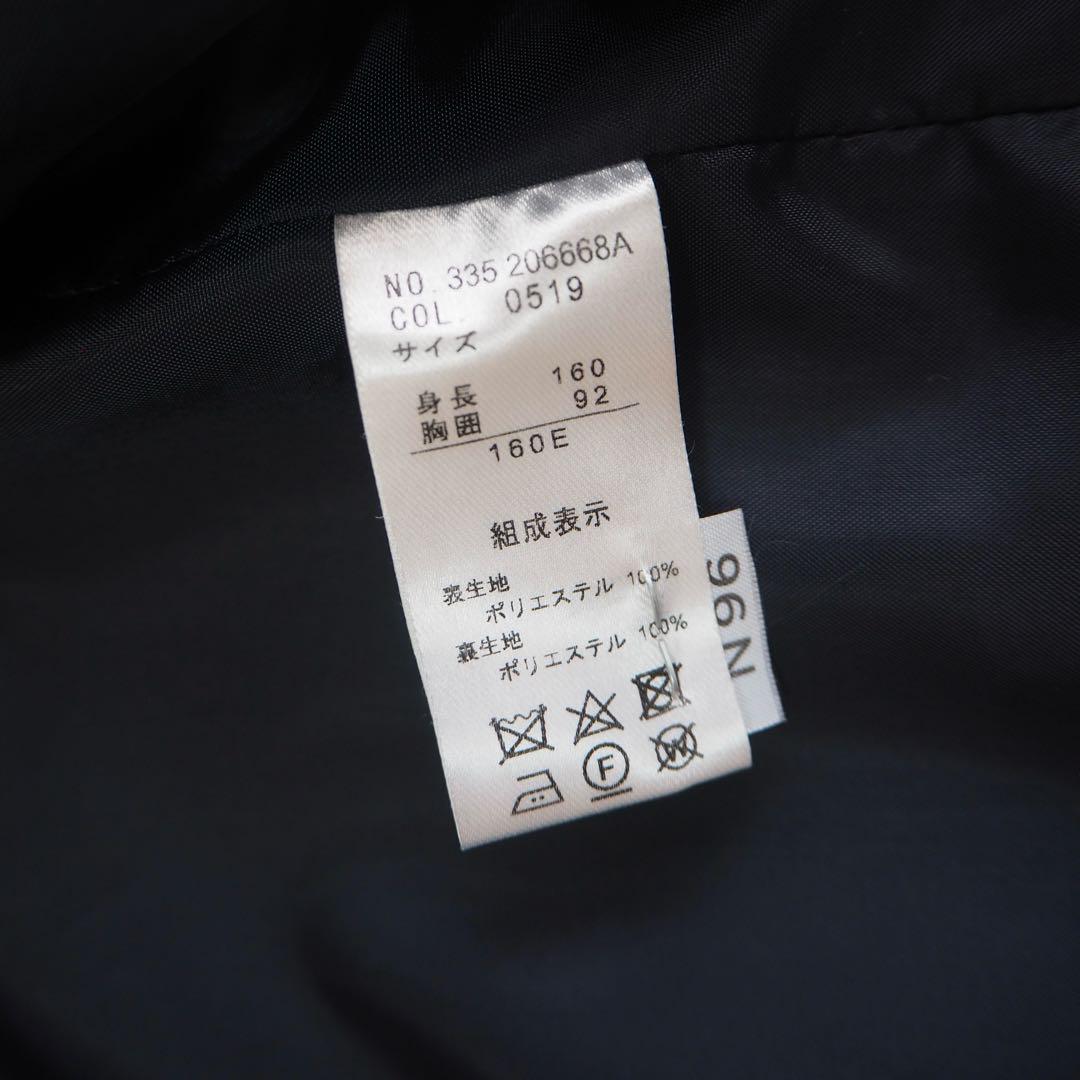 NO. 335 206668A
COL. 0519
サイズ
身長 160
胸囲 92
160E
組成表示
表生地
ポリエステル 100%
裏生地
ポリエステル 100%
F
W
N96